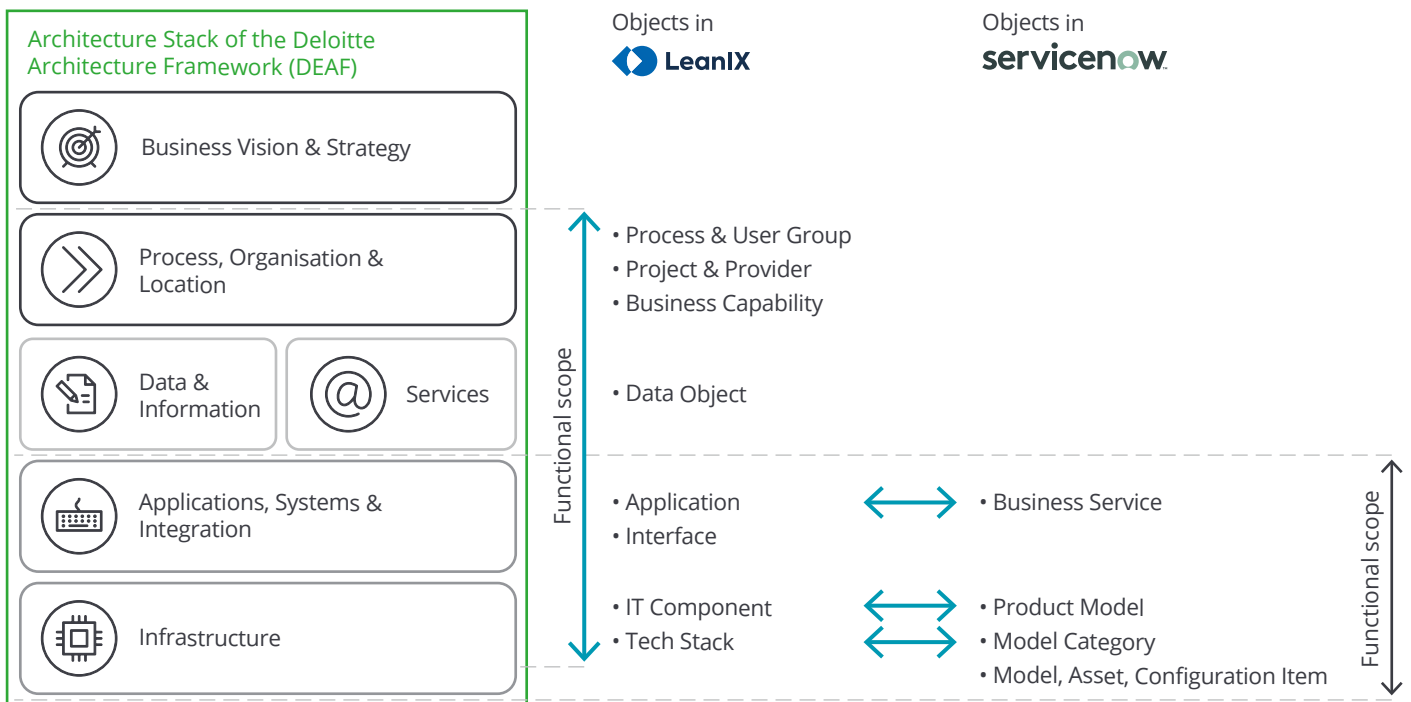 Architecture Stack of the Deloitte
Architecture Framework (DEAF)
Objects in
LeanIX
Objects in
servicenow
Business Vision & Strategy
Process, Organisation &
Location
• Process & User Group
• Project & Provider
• Business Capability
Data &
Information
Services
• Data Object
Functional scope
Applications, Systems &
Integration
• Application
• Interface
• Business Service
Functional scope
Infrastructure
• IT Component
• Tech Stack
• Product Model
• Model Category
• Model, Asset, Configuration Item